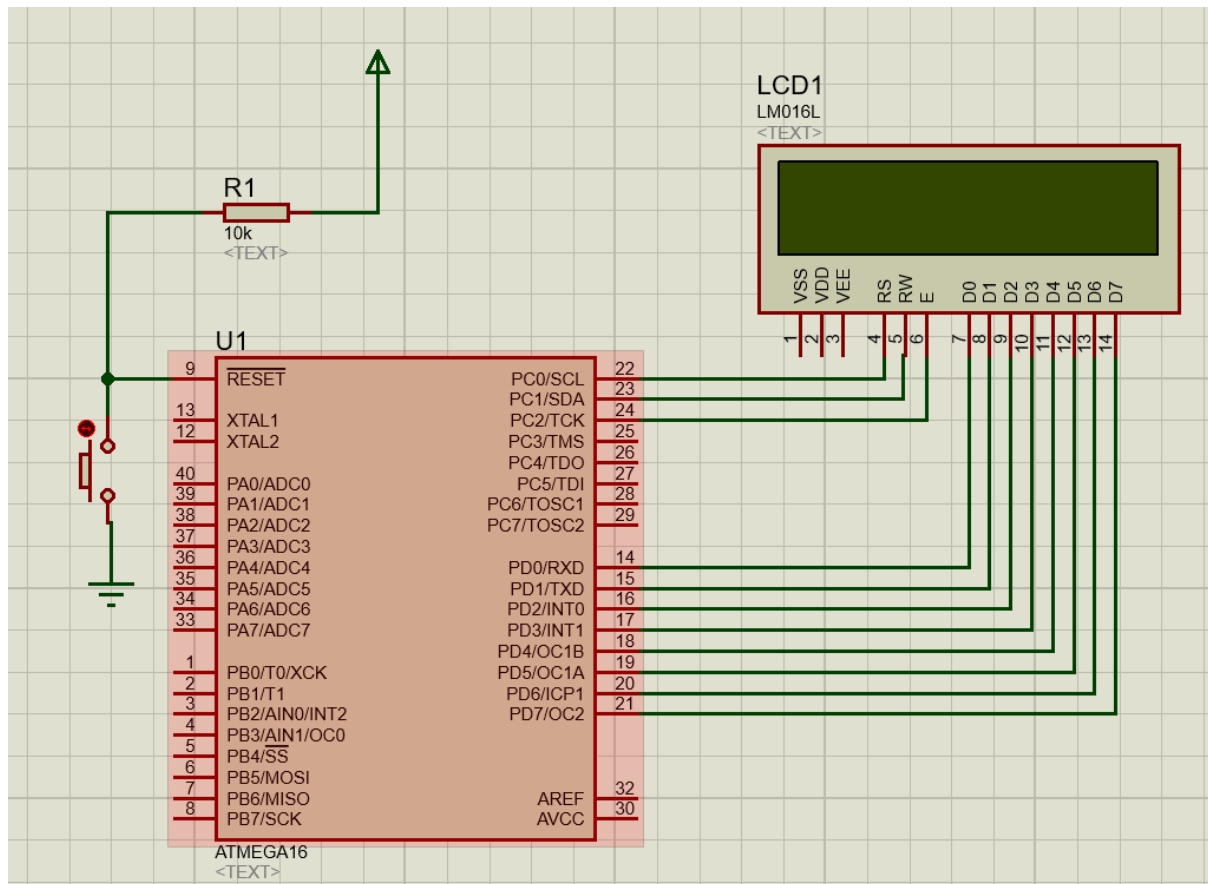 LCD1
LM016L
<TEXT>
VSS VDD VEE RS RW E D0 D1 D2 D3 D4 D5 D6 D7
1 2 3 4 5 6 7 8 9 10 11 12 13 14
R1
10k
<TEXT>
U1
9 RESET PC0/SCL 22
PC1/SDA 23
13 XTAL1 PC2/TCK 24
12 XTAL2 PC3/TMS 25
PC4/TDO 26
40 PA0/ADC0 PC5/TDI 27
39 PA1/ADC1 PC6/TOSC1 28
38 PA2/ADC2 PC7/TOSC2 29
37 PA3/ADC3
36 PA4/ADC4 PD0/RXD 14
35 PA5/ADC5 PD1/TXD 15
34 PA6/ADC6 PD2/INT0 16
33 PA7/ADC7 PD3/INT1 17
PD4/OC1B 18
1 PB0/T0/XCK PD5/OC1A 19
2 PB1/T1 PD6/ICP1 20
3 PB2/AIN0/INT2 PD7/OC2 21
4 PB3/AIN1/OC0
5 PB4/SS
6 PB5/MOSI
7 PB6/MISO AREF 32
8 PB7/SCK AVCC 30
ATMEGA16
<TEXT>